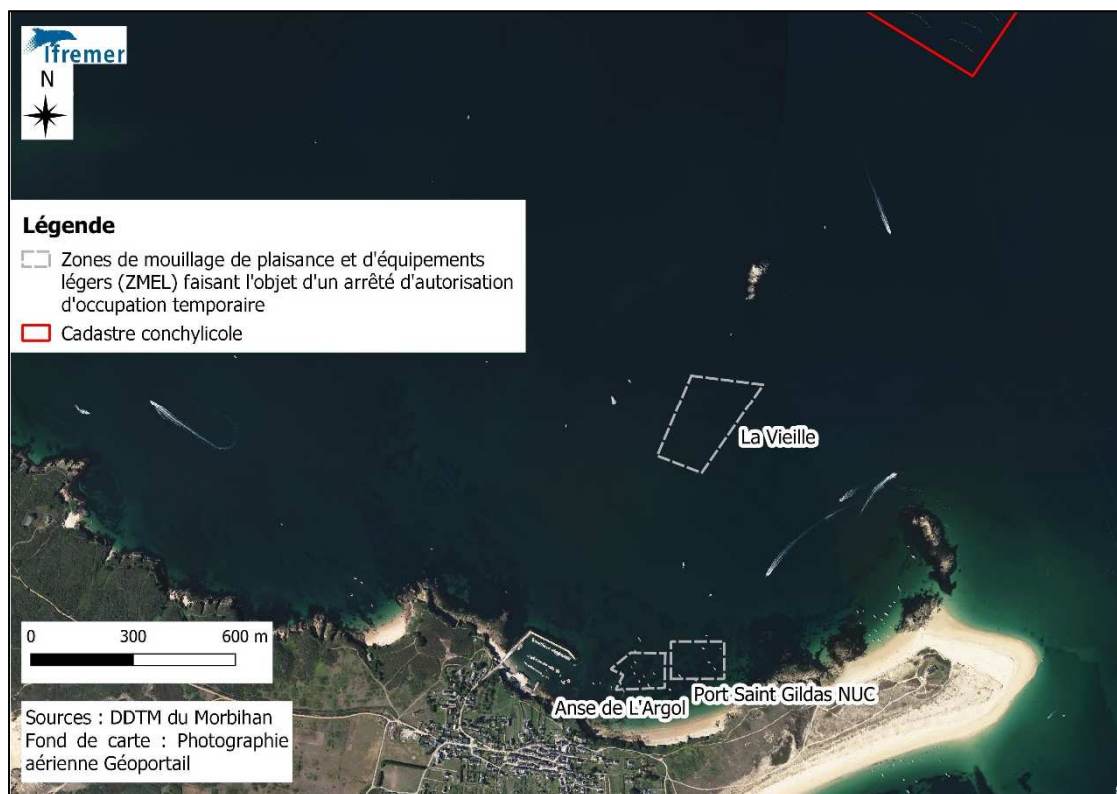 Ifremer
N
Légende
Zones de mouillage de plaisance et d'équipements
légers (ZMEL) faisant l'objet d'un arrêté d'autorisation
d'occupation temporaire
Cadastre conchylicole
La Vieille
0 300 600 m
Port Saint Gildas NUC
Anse de L'Argol
Sources : DDTM du Morbihan
Fond de carte : Photographie
aérienne Géoportail